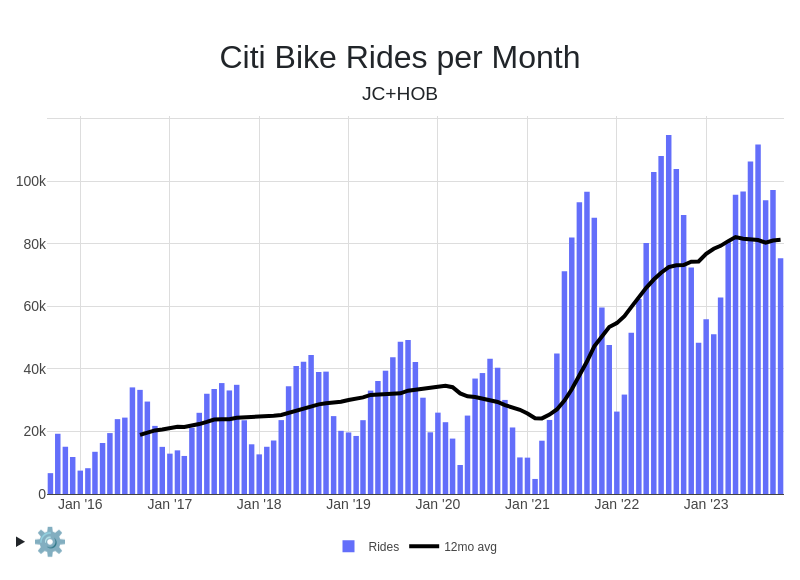 Citi Bike Rides per Month
JC+HOB
100k
80k
60k
40k
20k
0
Jan '16 Jan '17 Jan '18 Jan '19 Jan '20 Jan '21 Jan '22 Jan '23
Rides 12mo avg